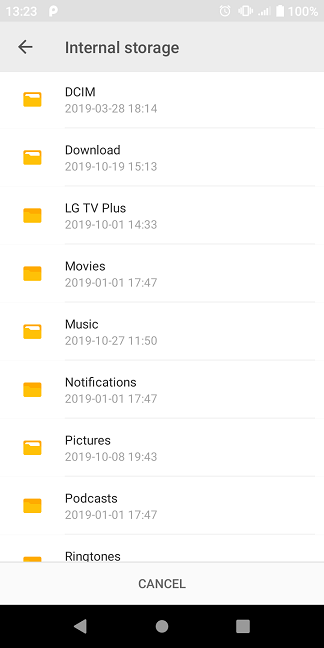 13:23 100%
Internal storage
DCIM
2019-03-28 18:14
Download
2019-10-19 15:13
LG TV Plus
2019-10-01 14:33
Movies
2019-01-01 17:47
Music
2019-10-27 11:50
Notifications
2019-01-01 17:47
Pictures
2019-10-08 19:43
Podcasts
2019-01-01 17:47
Ringtones
CANCEL